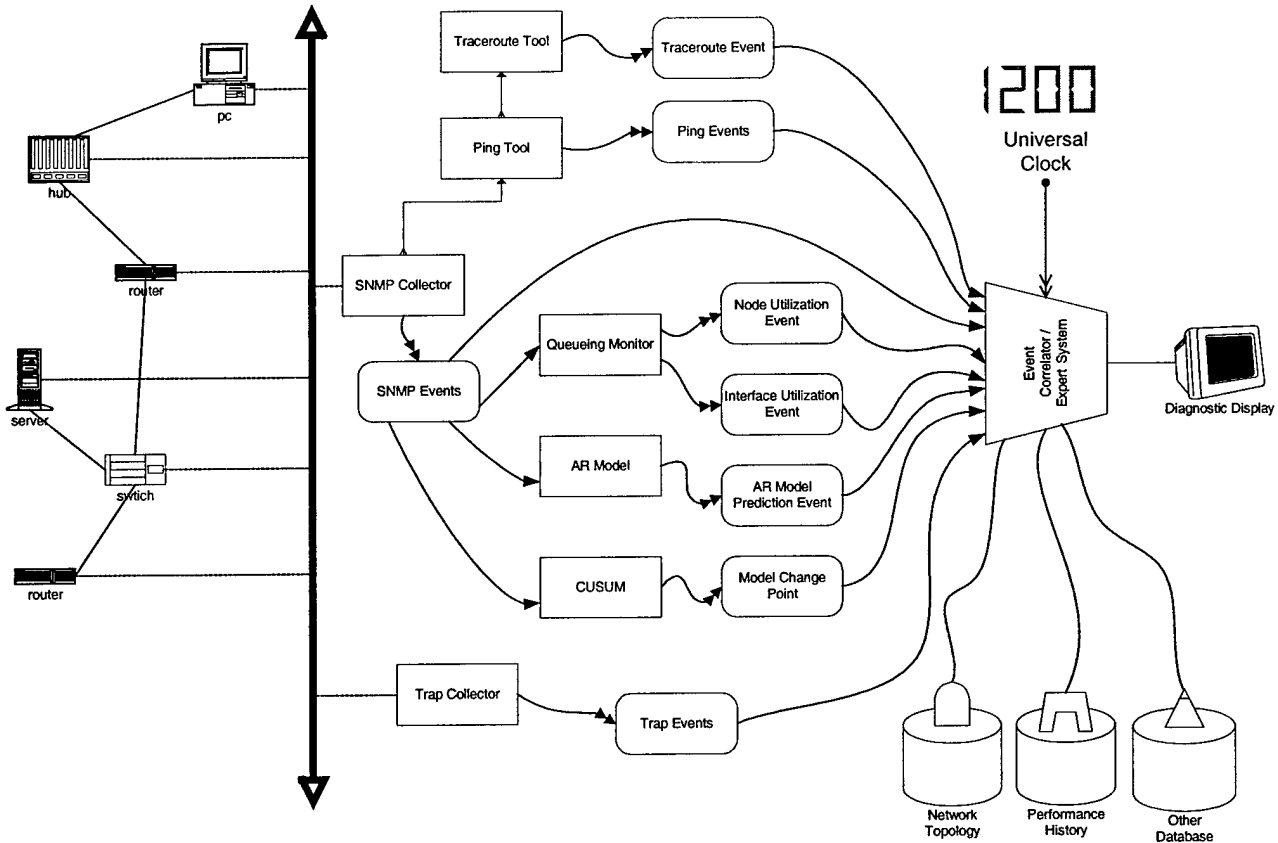 Traceroute Tool
Traceroute Event
1200
pc
Ping Tool
Ping Events
Universal
Clock
hub
router
SNMP Collector
Node Utilization
Event
Queueing Monitor
Event
Correlator /
Expert System
SNMP Events
Interface Utilization
Event
Diagnostic Display
server
AR Model
AR Model
Prediction Event
swtich
CUSUM
Model Change
Point
router
Trap Collector
Trap Events
Network
Topology
Performance
History
Other
Database